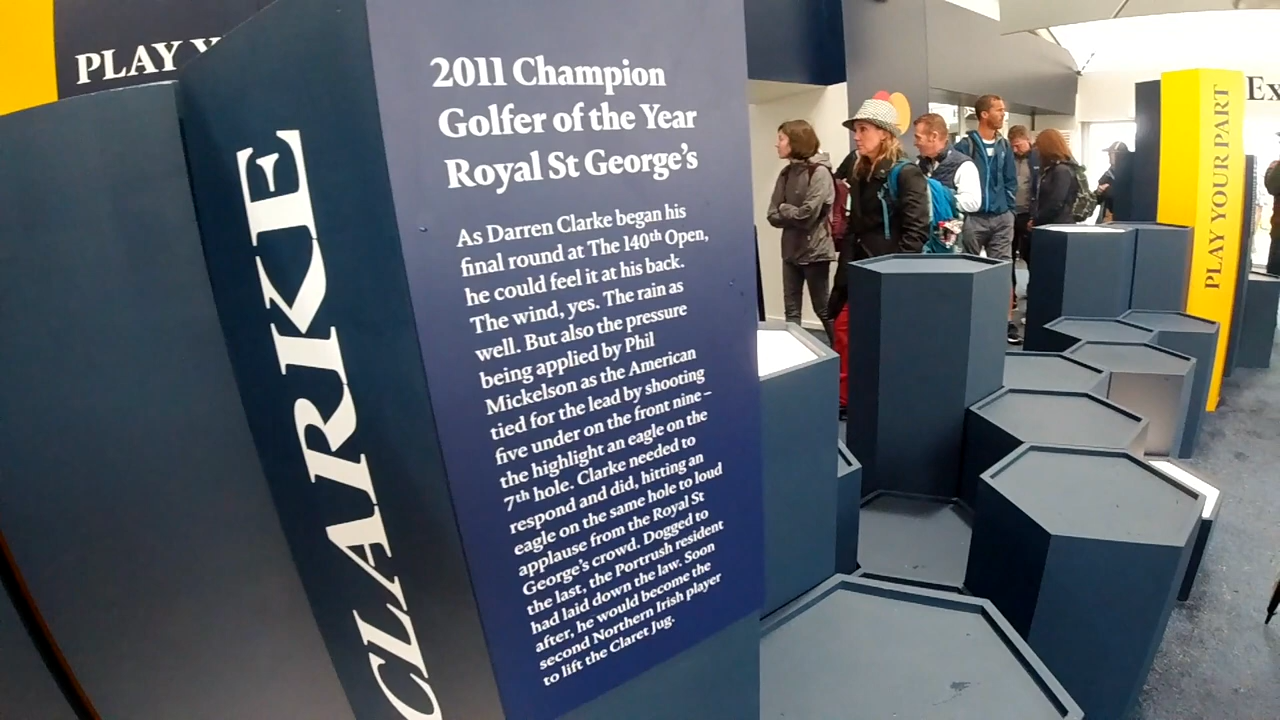 PLAY Y
CLARKE
2011 Champion
Golfer of the Year
Royal St George's
As Darren Clarke began his
final round at The 140th Open,
he could feel it at his back.
The wind, yes. The rain as
well. But also the pressure
being applied by Phil
Mickelson as the American
tied for the lead by shooting
five under on the front nine –
the highlight an eagle on the
7th hole. Clarke needed to
respond and did, hitting an
eagle on the same hole to loud
applause from the Royal St
George's crowd. Dogged to
the last, the Portrush resident
had laid down the law. Soon
after, he would become the
second Northern Irish player
to lift the Claret Jug.
PLAY YOUR PART
Ex